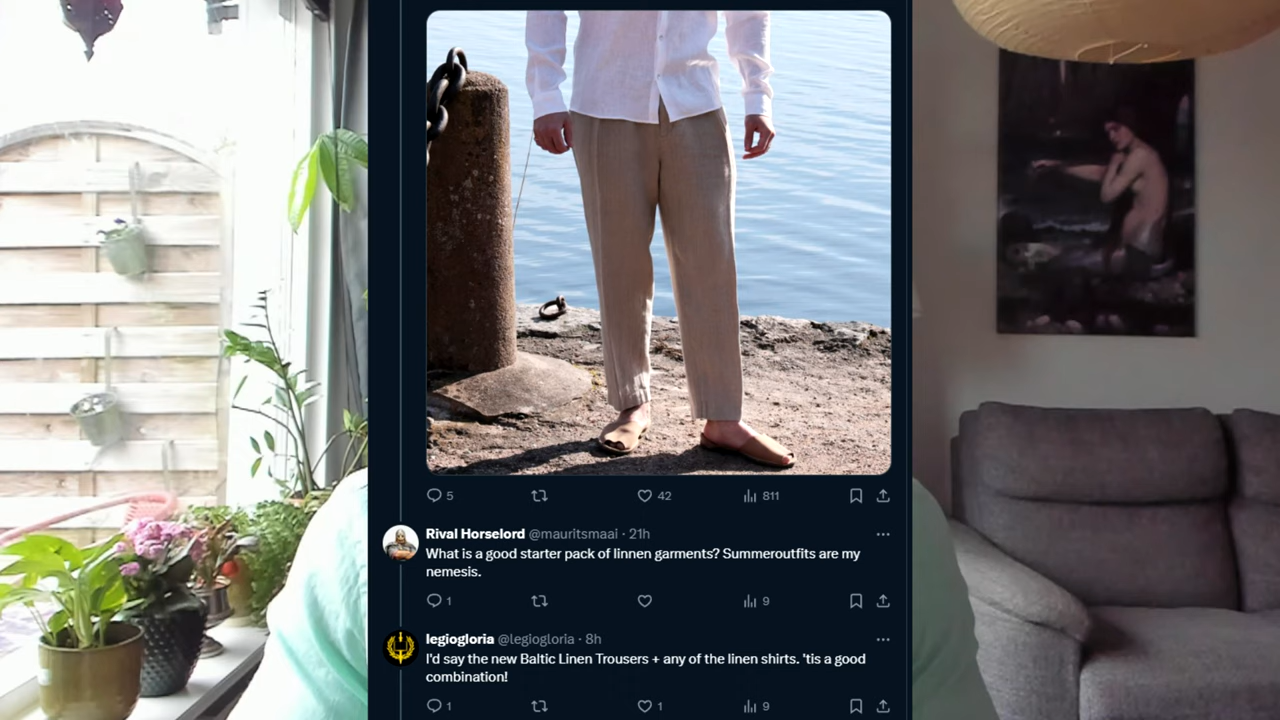 5 42 811
Rival Horselord @mauritsmaai · 21h
What is a good starter pack of linnen garments? Summeroutfits are my
nemesis.
1 9
legiogloria @legiogloria · 8h
I'd say the new Baltic Linen Trousers + any of the linen shirts. 'tis a good
combination!
1 1 9